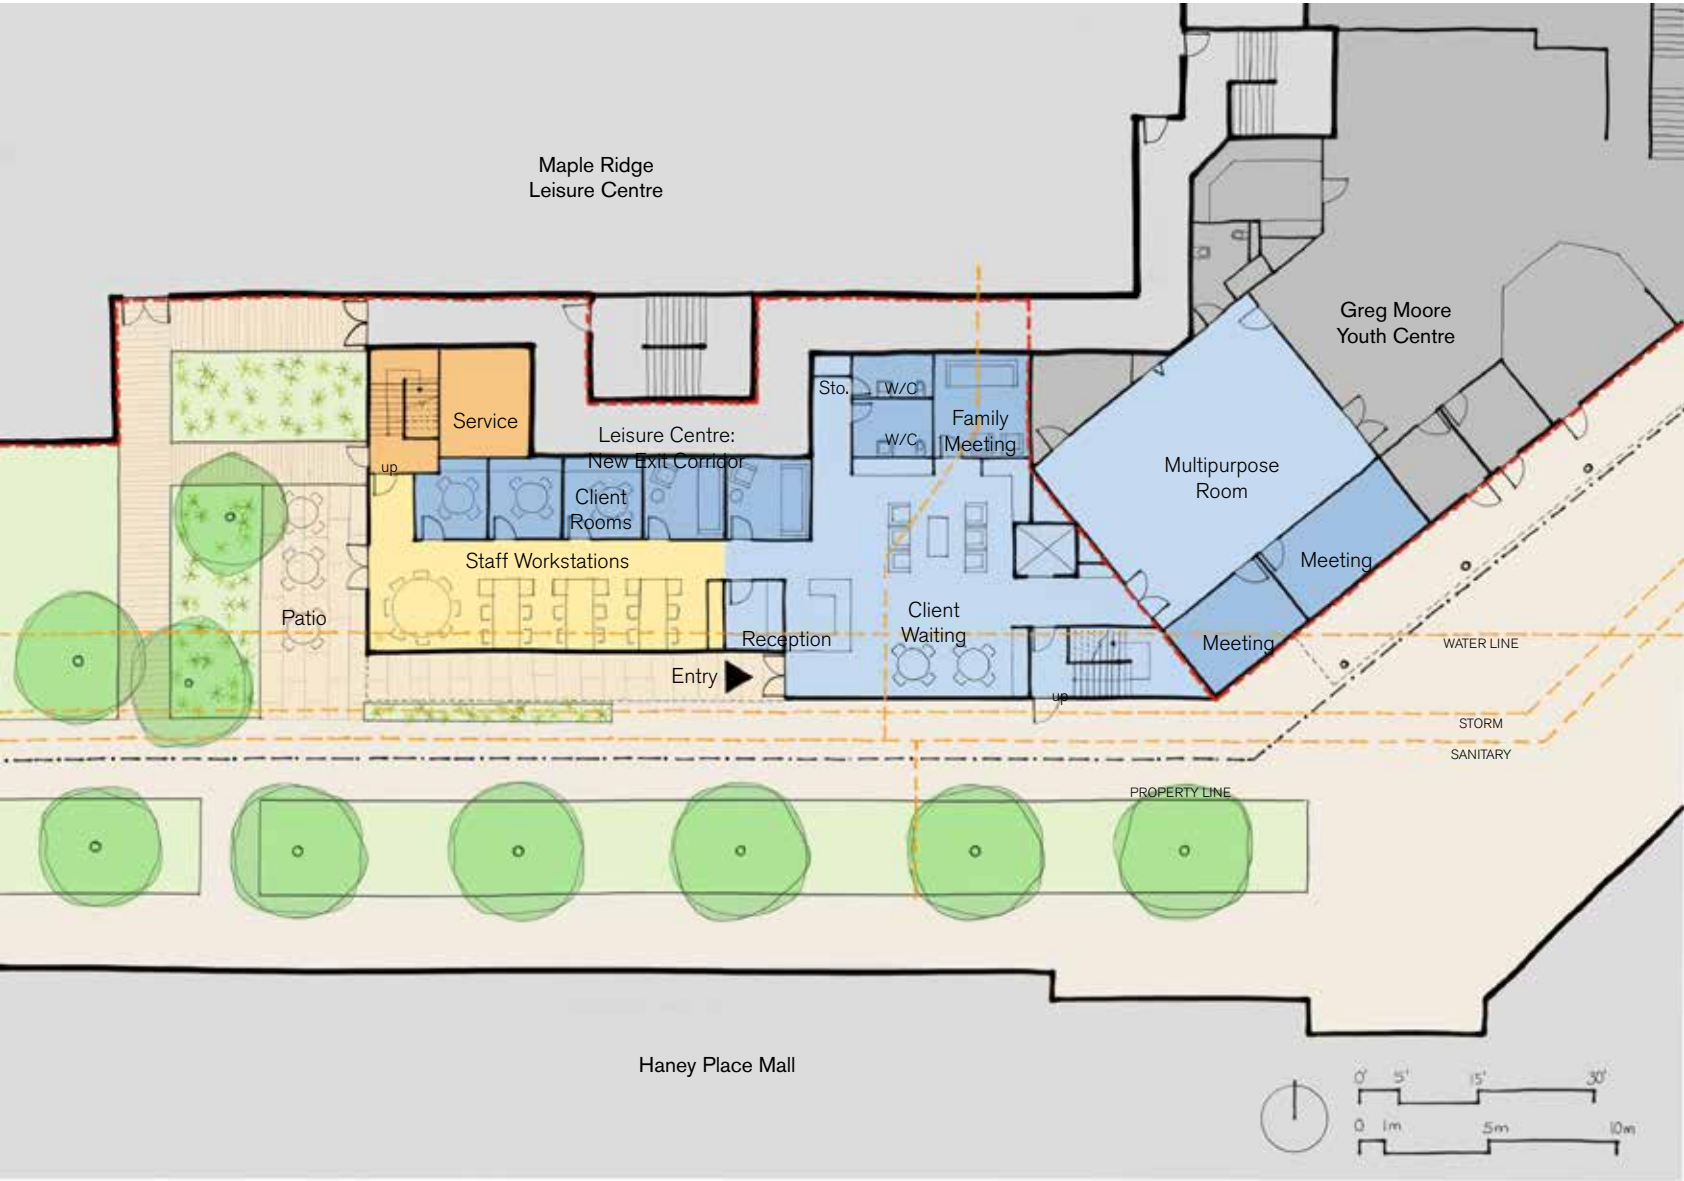 Maple Ridge
Leisure Centre
Greg Moore
Youth Centre
Sto.
W/C
W/C
Family
Meeting
Service
up
Leisure Centre:
New Exit Corridor
Client
Rooms
Multipurpose
Room
Staff Workstations
Meeting
Patio
Client
Waiting
Reception
Meeting
WATER LINE
Entry
up
STORM
SANITARY
PROPERTY LINE
Haney Place Mall
0' 5' 15' 30'
0 1m 5m 10m